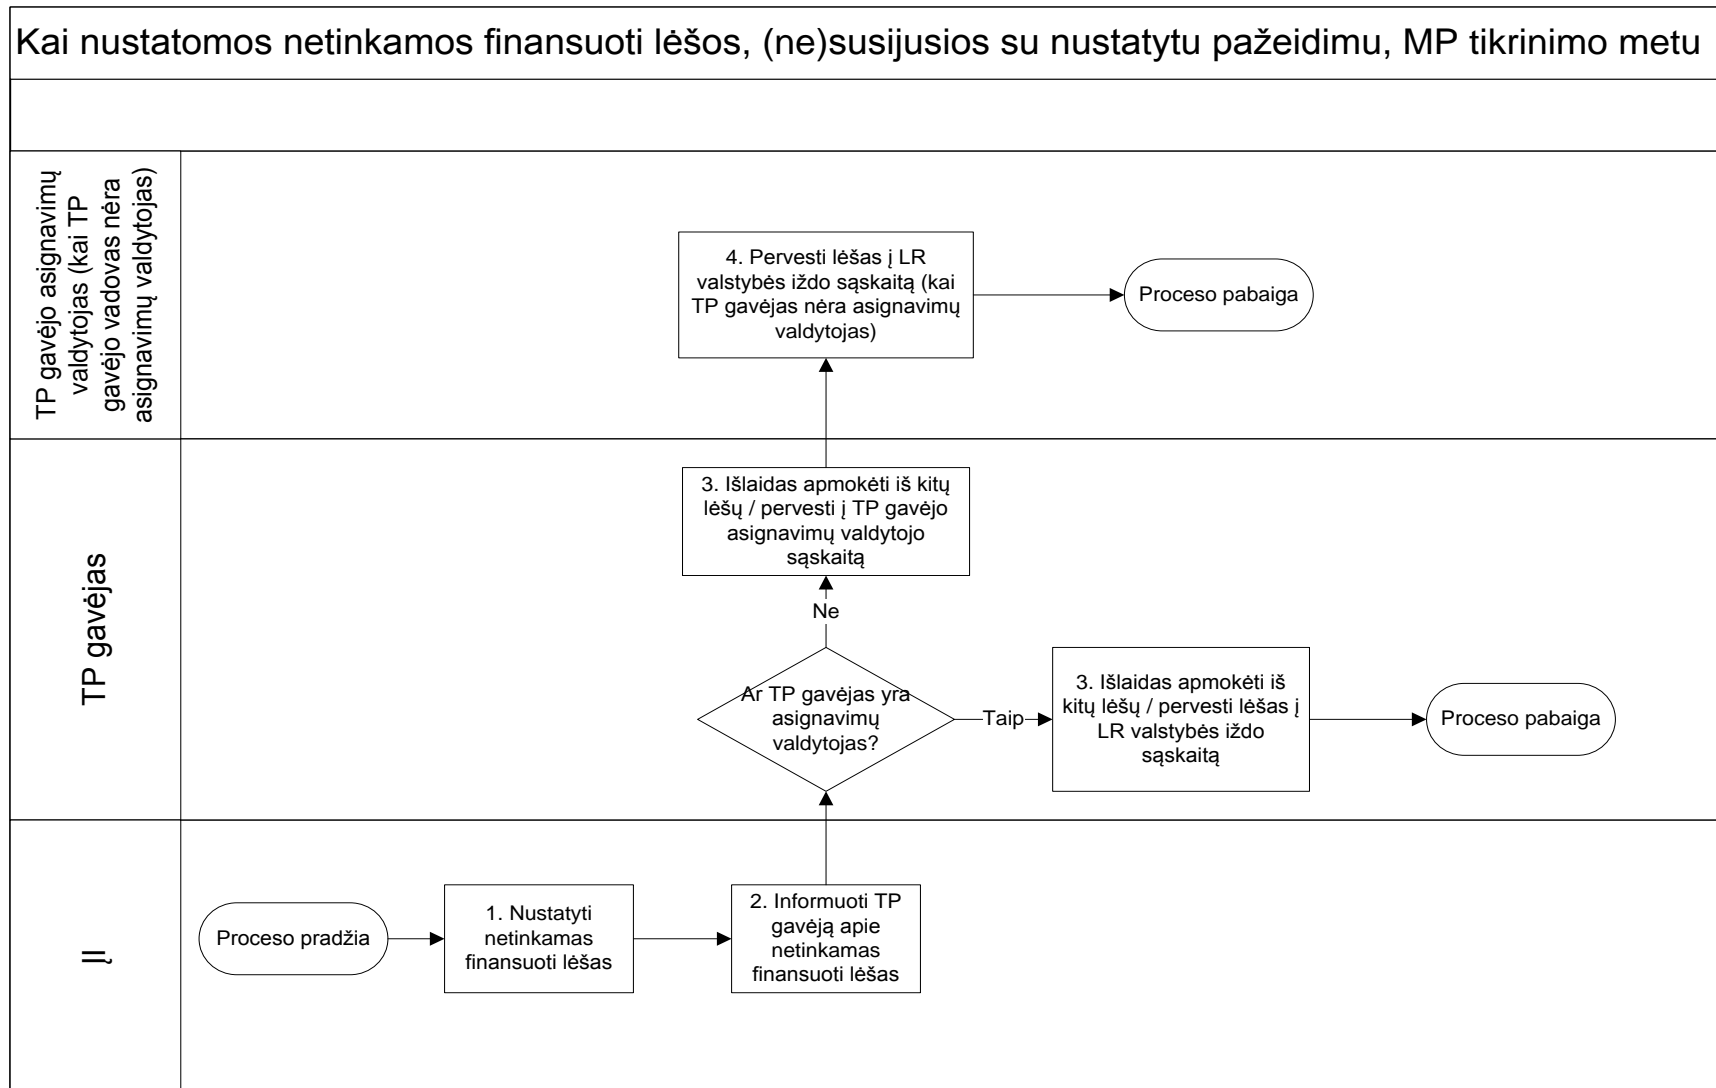 Kai nustatomos netinkamos finansuoti lėšos, (ne)susijusios su nustatytu pažeidimu, MP tikrinimo metu
TP gavėjo asignavimų
valdytojas (kai TP
gavėjo vadovas nėra
asignavimų valdytojas)
4. Pervesti lėšas į LR
valstybės iždo sąskaitą (kai
TP gavėjas nėra asignavimų
valdytojas)
Proceso pabaiga
TP gavėjas
3. Išlaidas apmokėti iš kitų
lėšų / pervesti į TP gavėjo
asignavimų valdytojo
sąskaitą
Ne
Ar TP gavėjas yra
asignavimų
valdytojas?
Taip
3. Išlaidas apmokėti iš
kitų lėšų / pervesti lėšas į
LR valstybės iždo
sąskaitą
Proceso pabaiga
ĮĮ
Proceso pradžia
1. Nustatyti
netinkamas
finansuoti lėšas
2. Informuoti TP
gavėją apie
netinkamas
finansuoti lėšas